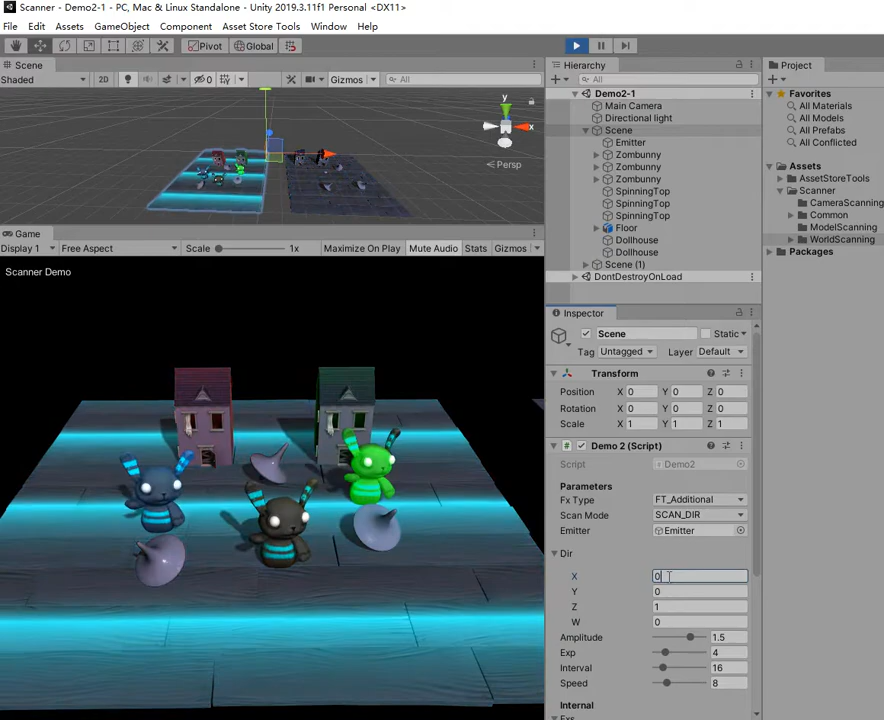 Scanner - Demo2-1 - PC, Mac & Linux Standalone - Unity 2019.3.11f1 Personal <DX11>
File Edit Assets GameObject Component Asset Store Tools Window Help
Pivot Global
Scene
Shaded 2D 0 Gizmos All
y
x
Persp
Game
Display 1 Free Aspect Scale 1x Maximize On Play Mute Audio Stats Gizmos
Scanner Demo
Hierarchy
All
Demo2-1
Main Camera
Directional light
Scene
Emitter
Zombunny
Zombunny
Zombunny
SpinningTop
SpinningTop
SpinningTop
Floor
Dollhouse
Dollhouse
Scene (1)
DontDestroyOnLoad
Project
Favorites
All Materials
All Models
All Prefabs
All Conflicted
Assets
AssetStoreTools
Scanner
CameraScanning
Common
ModelScanning
WorldScanning
Packages
Inspector
Scene Static
Tag Untagged Layer Default
Transform
Position X 0 Y 0 Z 0
Rotation X 0 Y 0 Z 0
Scale X 1 Y 1 Z 1
# Demo 2 (Script)
Script Demo2
Parameters
Fx Type FT_Additional
Scan Mode SCAN_DIR
Emitter Emitter
Dir
X 0
Y 0
Z 1
W 0
Amplitude 1.5
Exp 4
Interval 16
Speed 8
Internal